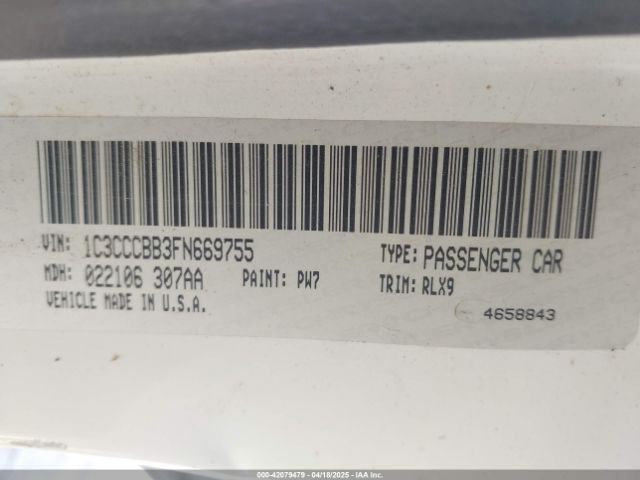 VIN: 1C3CCCBB3FN669755 TYPE: PASSENGER CAR
MDH: 022106 307AA PAINT: PW7 TRIM: RLX9
VEHICLE MADE IN U.S.A. 4658843
000-42079479 - 04/18/2025 - IAA Inc.